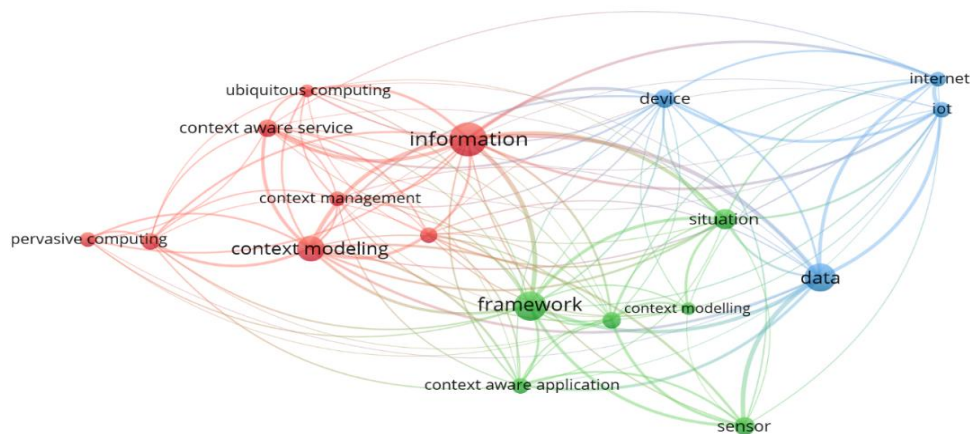 internet
ubiquitous computing
device
iot
context aware service
information
context management
situation
pervasive computing
context modeling
data
framework
context modelling
context aware application
sensor